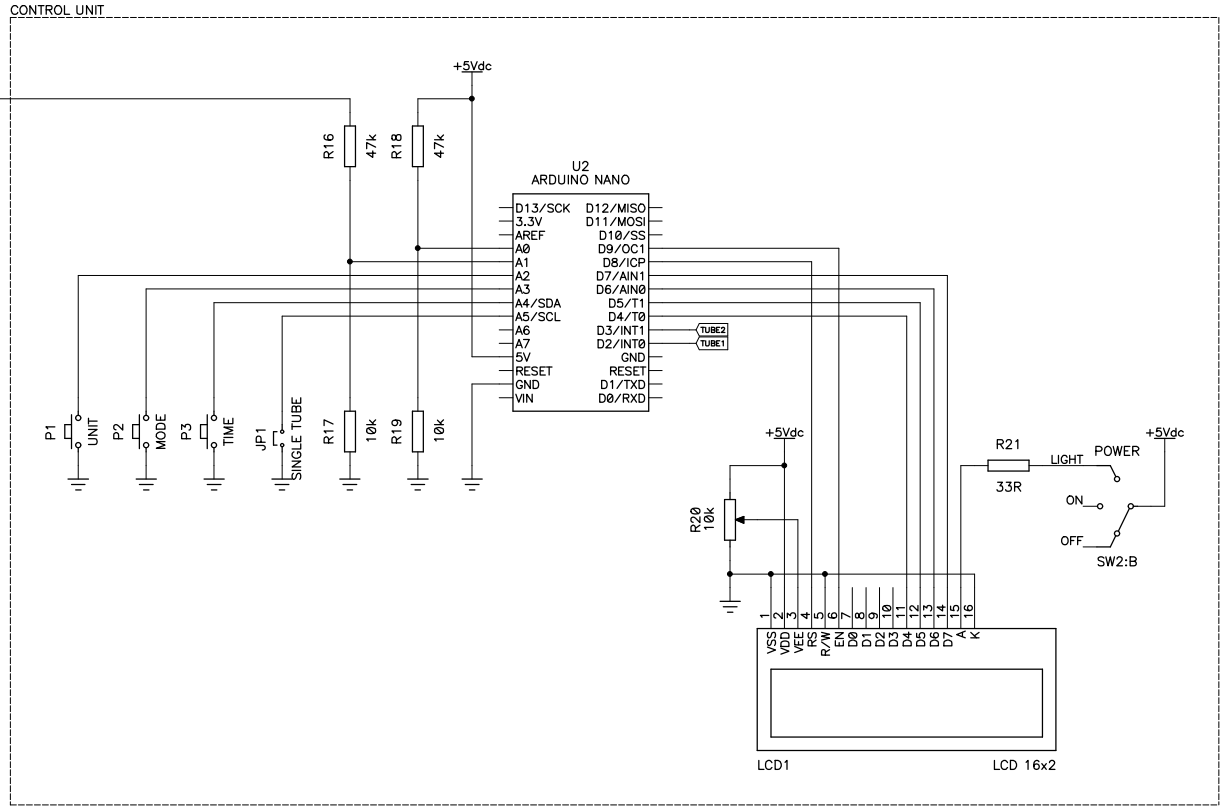 CONTROL UNIT
+5Vdc
R16
47k
R18
47k
U2
ARDUINO NANO
D13/SCK
D12/MISO
3.3V
D11/MOSI
AREF
D10/SS
A0
D9/OC1
A1
D8/ICP
A2
D7/AIN1
A3
D6/AIN0
A4/SDA
D5/T1
A5/SCL
D4/T0
A6
D3/INT1
TUBE2
A7
D2/INT0
TUBE1
5V
GND
RESET
RESET
GND
D1/TXD
VIN
D0/RXD
P1
UNIT
P2
MODE
P3
TIME
JP1
SINGLE TUBE
R17
10k
R19
10k
+5Vdc
+5Vdc
R21
33R
LIGHT
POWER
ON
OFF
SW2:B
R20
10k
1
2
3
4
5
6
7
8
9
10
11
12
13
14
15
16
VSS
VDD
VEE
RS
R/W
EN
D0
D1
D2
D3
D4
D5
D6
D7
A
K
LCD1
LCD 16x2